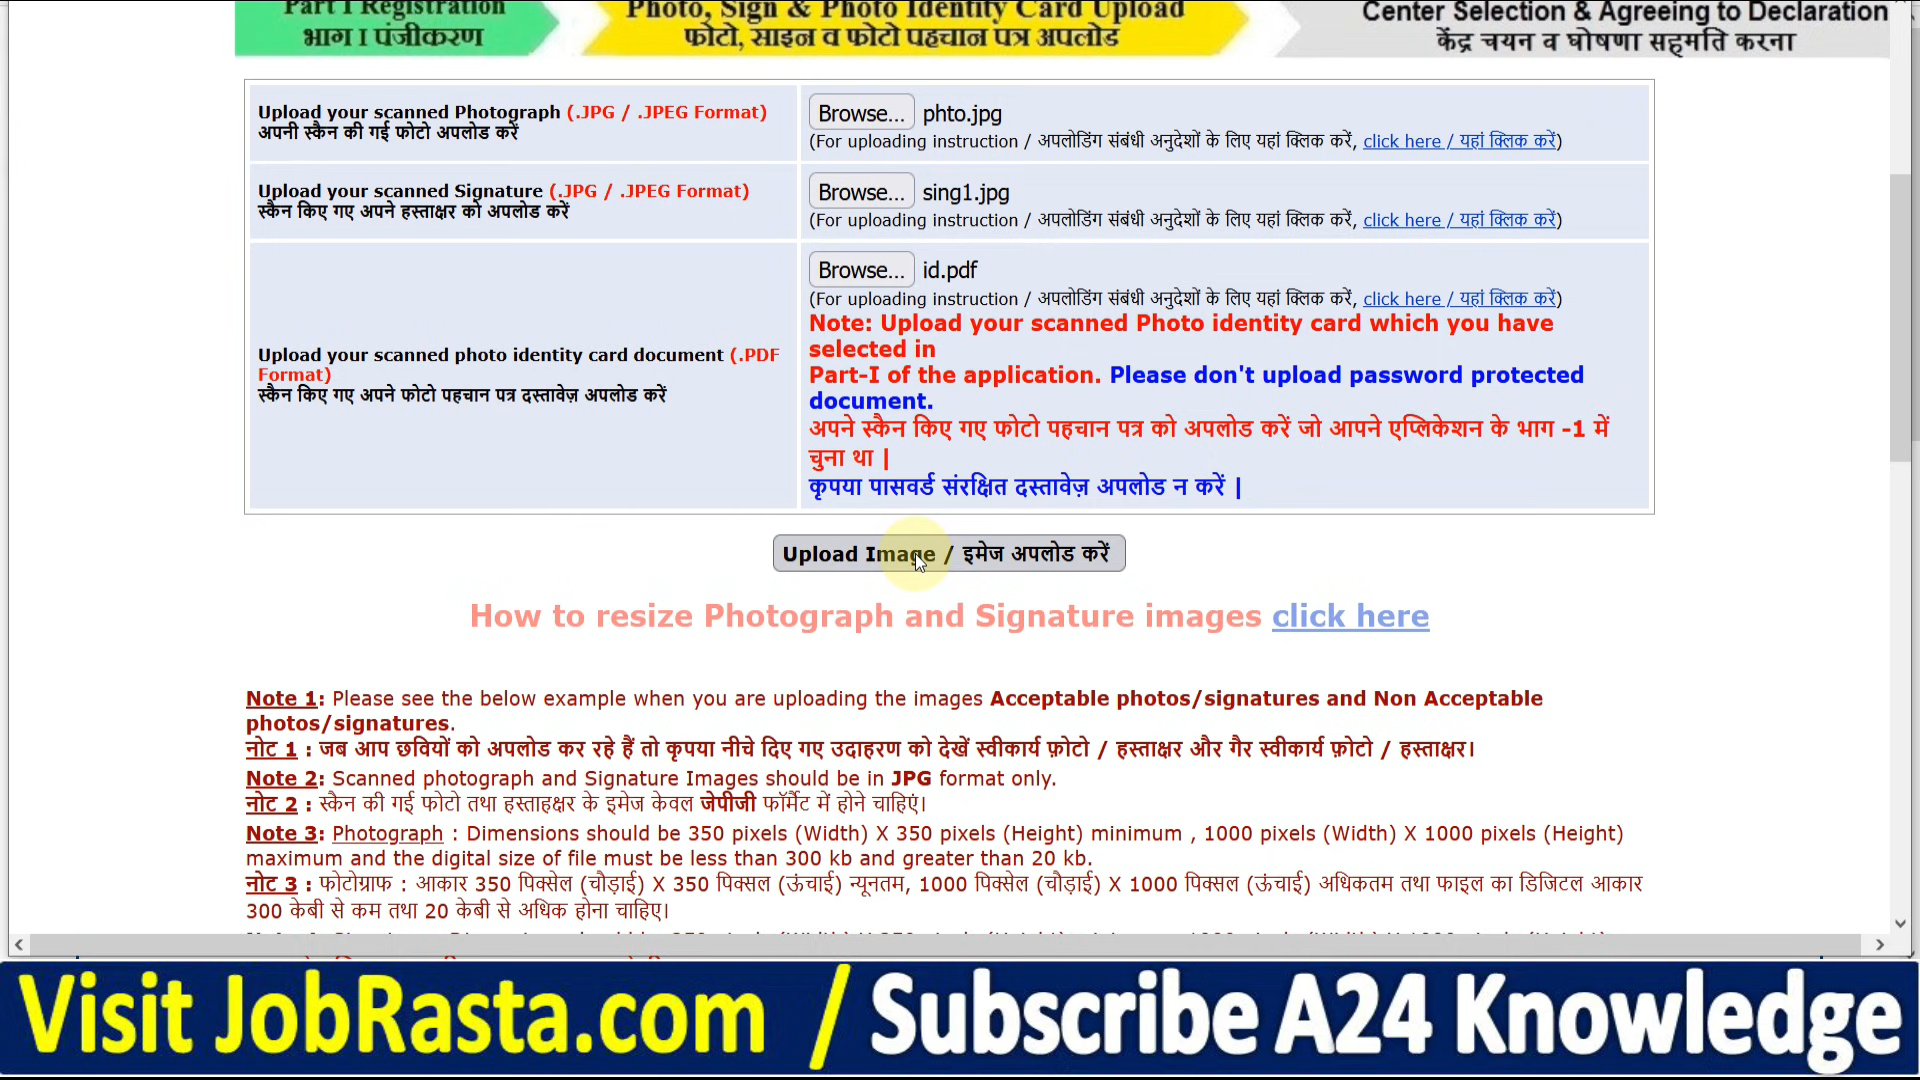 Part I Registration
भाग I पंजीकरण
Photo, Sign & Photo Identity Card Upload
फोटो, साइन व फोटो पहचान पत्र अपलोड
Center Selection & Agreeing to Declaration
केंद्र चयन व घोषणा सहमति करना
Upload your scanned Photograph (.JPG / .JPEG Format)
अपनी स्कैन की गई फोटो अपलोड करें
Browse... phto.jpg
(For uploading instruction / अपलोडिंग संबंधी अनुदेशों के लिए यहां क्लिक करें, click here / यहां क्लिक करें)
Upload your scanned Signature (.JPG / .JPEG Format)
स्कैन किए गए अपने हस्ताक्षर को अपलोड करें
Browse... sing1.jpg
(For uploading instruction / अपलोडिंग संबंधी अनुदेशों के लिए यहां क्लिक करें, click here / यहां क्लिक करें)
Upload your scanned photo identity card document (.PDF
Format)
स्कैन किए गए अपने फोटो पहचान पत्र दस्तावेज़ अपलोड करें
Browse... id.pdf
(For uploading instruction / अपलोडिंग संबंधी अनुदेशों के लिए यहां क्लिक करें, click here / यहां क्लिक करें)
Note: Upload your scanned Photo identity card which you have
selected in
Part-I of the application. Please don't upload password protected
document.
अपने स्कैन किए गए फोटो पहचान पत्र को अपलोड करें जो आपने एप्लिकेशन के भाग -1 में
चुना था |
कृपया पासवर्ड संरक्षित दस्तावेज़ अपलोड न करें |
Upload Image / इमेज अपलोड करें
How to resize Photograph and Signature images click here
Note 1: Please see the below example when you are uploading the images Acceptable photos/signatures and Non Acceptable
photos/signatures.
नोट 1 : जब आप छवियों को अपलोड कर रहे हैं तो कृपया नीचे दिए गए उदाहरण को देखें स्वीकार्य फ़ोटो / हस्ताक्षर और गैर स्वीकार्य फ़ोटो / हस्ताक्षर।
Note 2: Scanned photograph and Signature Images should be in JPG format only.
नोट 2 : स्कैन की गई फोटो तथा हस्ताहक्षर के इमेज केवल जेपीजी फॉर्मैट में होने चाहिएं।
Note 3: Photograph : Dimensions should be 350 pixels (Width) X 350 pixels (Height) minimum , 1000 pixels (Width) X 1000 pixels (Height)
maximum and the digital size of file must be less than 300 kb and greater than 20 kb.
नोट 3 : फोटोग्राफ : आकार 350 पिक्सेल (चौड़ाई) X 350 पिक्सल (ऊंचाई) न्यूनतम, 1000 पिक्सेल (चौड़ाई) X 1000 पिक्सल (ऊंचाई) अधिकतम तथा फाइल का डिजिटल आकार
300 केबी से कम तथा 20 केबी से अधिक होना चाहिए।
Visit JobRasta.com / Subscribe A24 Knowledge